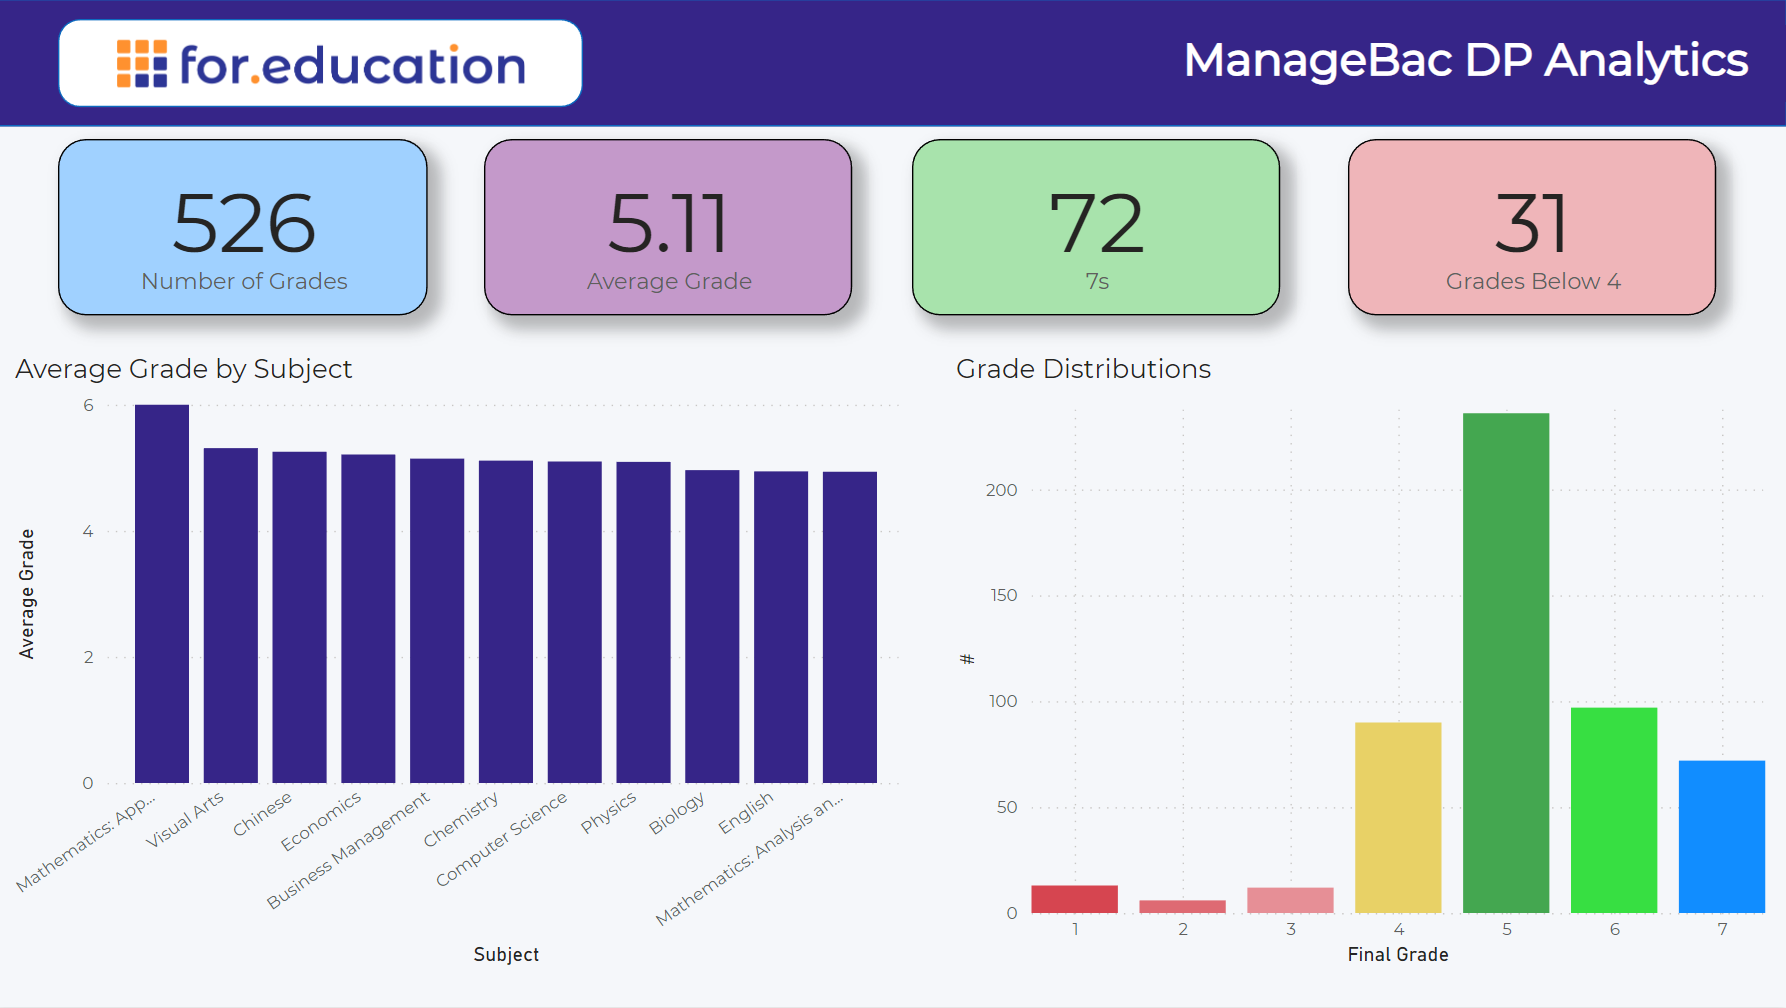 for.education
ManageBac DP Analytics
526
Number of Grades
5.11
Average Grade
72
7s
31
Grades Below 4
Average Grade by Subject
6
4
2
0
Average Grade
Mathematics: App...
Visual Arts
Chinese
Economics
Business Management
Chemistry
Computer Science
Physics
Biology
English
Mathematics: Analysis an...
Subject
Grade Distributions
200
150
100
50
0
#
1 2 3 4 5 6 7
Final Grade